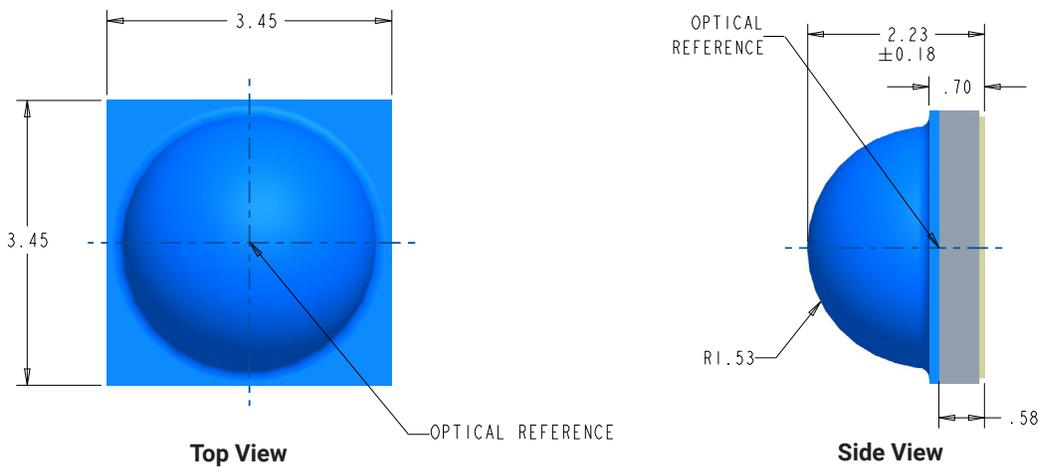 3.45
3.45
OPTICAL REFERENCE
Top View
OPTICAL
REFERENCE
2.23
±0.18
.70
R1.53
.58
Side View